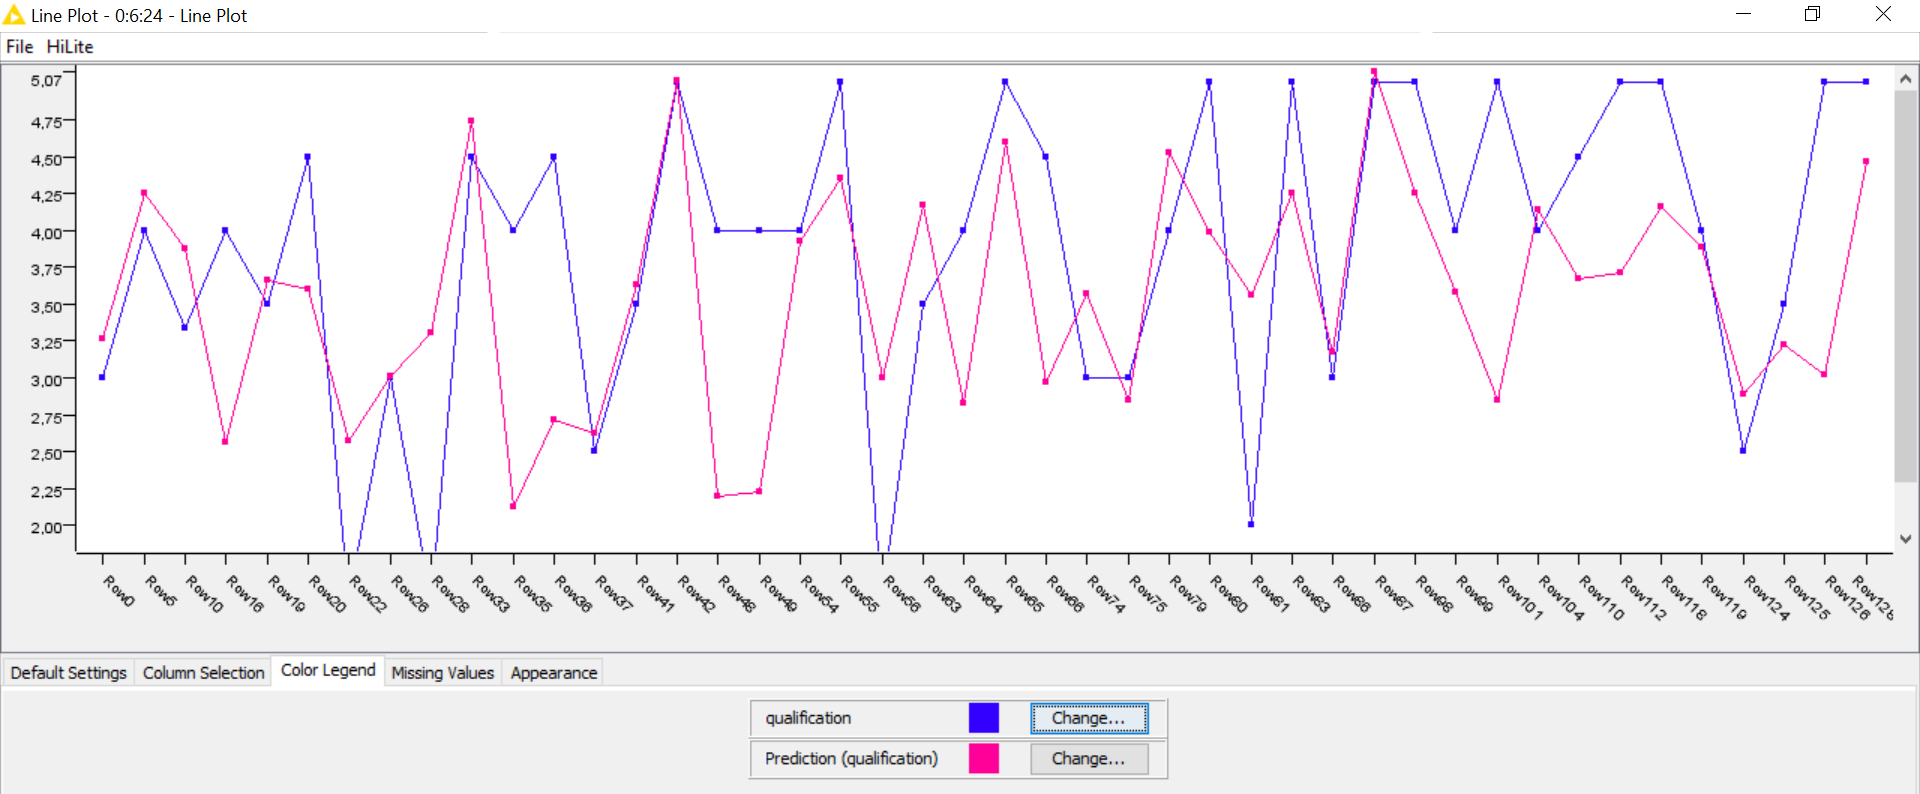 Line Plot - 0:6:24 - Line Plot
File HiLite
5,07
4,75
4,50
4,25
4,00
3,75
3,50
3,25
3,00
2,75
2,50
2,25
2,00
Row0 Row5 Row10 Row16 Row19 Row20 Row22 Row26 Row28 Row33 Row35 Row36 Row37 Row41 Row42 Row48 Row49 Row54 Row55 Row56 Row63 Row64 Row65 Row66 Row74 Row75 Row79 Row80 Row81 Row83 Row86 Row87 Row98 Row99 Row101 Row104 Row110 Row112 Row118 Row119 Row124 Row125 Row126 Row128
Default Settings Column Selection Color Legend Missing Values Appearance
qualification Change...
Prediction (qualification) Change...